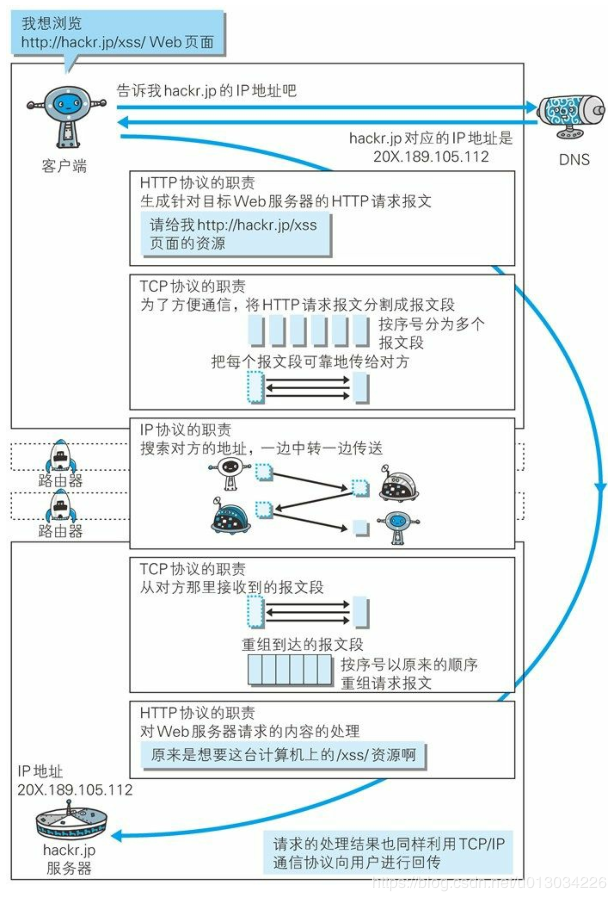 我想浏览
http://hackr.jp/xss/ Web页面
告诉我hackr.jp的IP地址吧
客户端
hackr.jp对应的IP地址是
20X.189.105.112
DNS
HTTP协议的职责
生成针对目标Web服务器的HTTP请求报文
请给我http://hackr.jp/xss
页面的资源
TCP协议的职责
为了方便通信，将HTTP请求报文分割成报文段
按序号分为多个
报文段
把每个报文段可靠地传给对方
IP协议的职责
搜索对方的地址，一边中转一边传送
路由器
路由器
TCP协议的职责
从对方那里接收到的报文段
重组到达的报文段
按序号以原来的顺序
重组请求报文
HTTP协议的职责
对Web服务器请求的内容的处理
原来是想要这台计算机上的/xss/资源啊
IP地址
20X.189.105.112
hackr.jp
服务器
请求的处理结果也同样利用TCP/IP
通信协议向用户进行回传
https://blog.csdn.net/u013034226